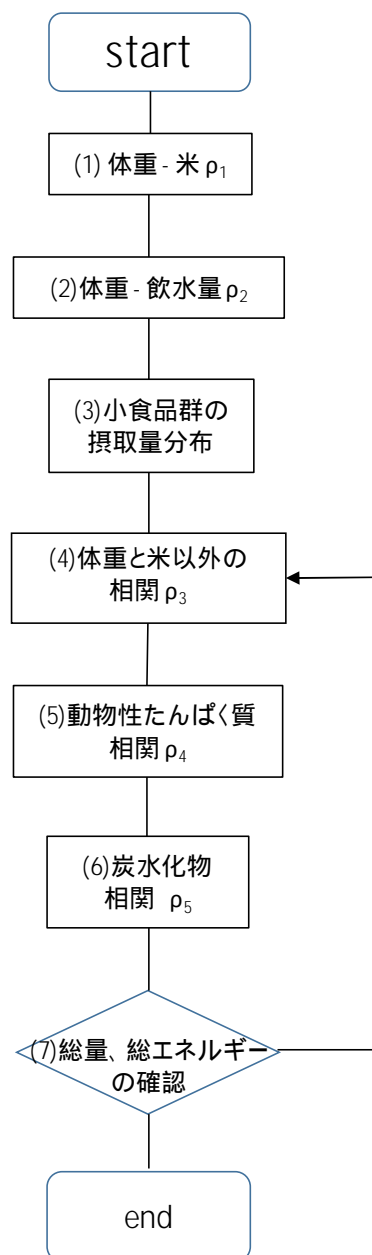 start
(1) 体重 - 米 ρ₁
(2)体重 - 飲水量 ρ₂
(3)小食品群の
摂取量分布
(4)体重と米以外の
相関 ρ₃
(5)動物性たんぱく質
相関 ρ₄
(6)炭水化物
相関 ρ₅
(7)総量、総エネルギー
の確認
end